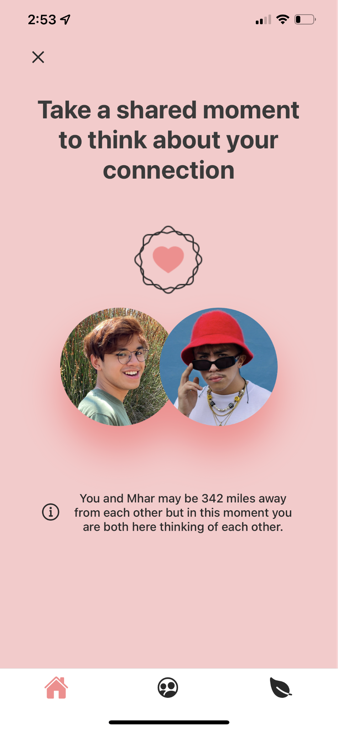 2:53
Take a shared moment
to think about your
connection
You and Mhar may be 342 miles away
from each other but in this moment you
are both here thinking of each other.